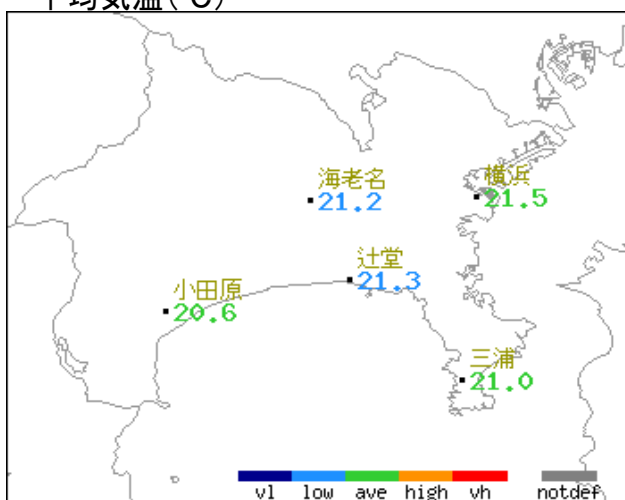 平均気温(℃)
海老名
21.2
横浜
21.5
辻堂
21.3
小田原
20.6
三浦
21.0
vl low ave high vh notdef